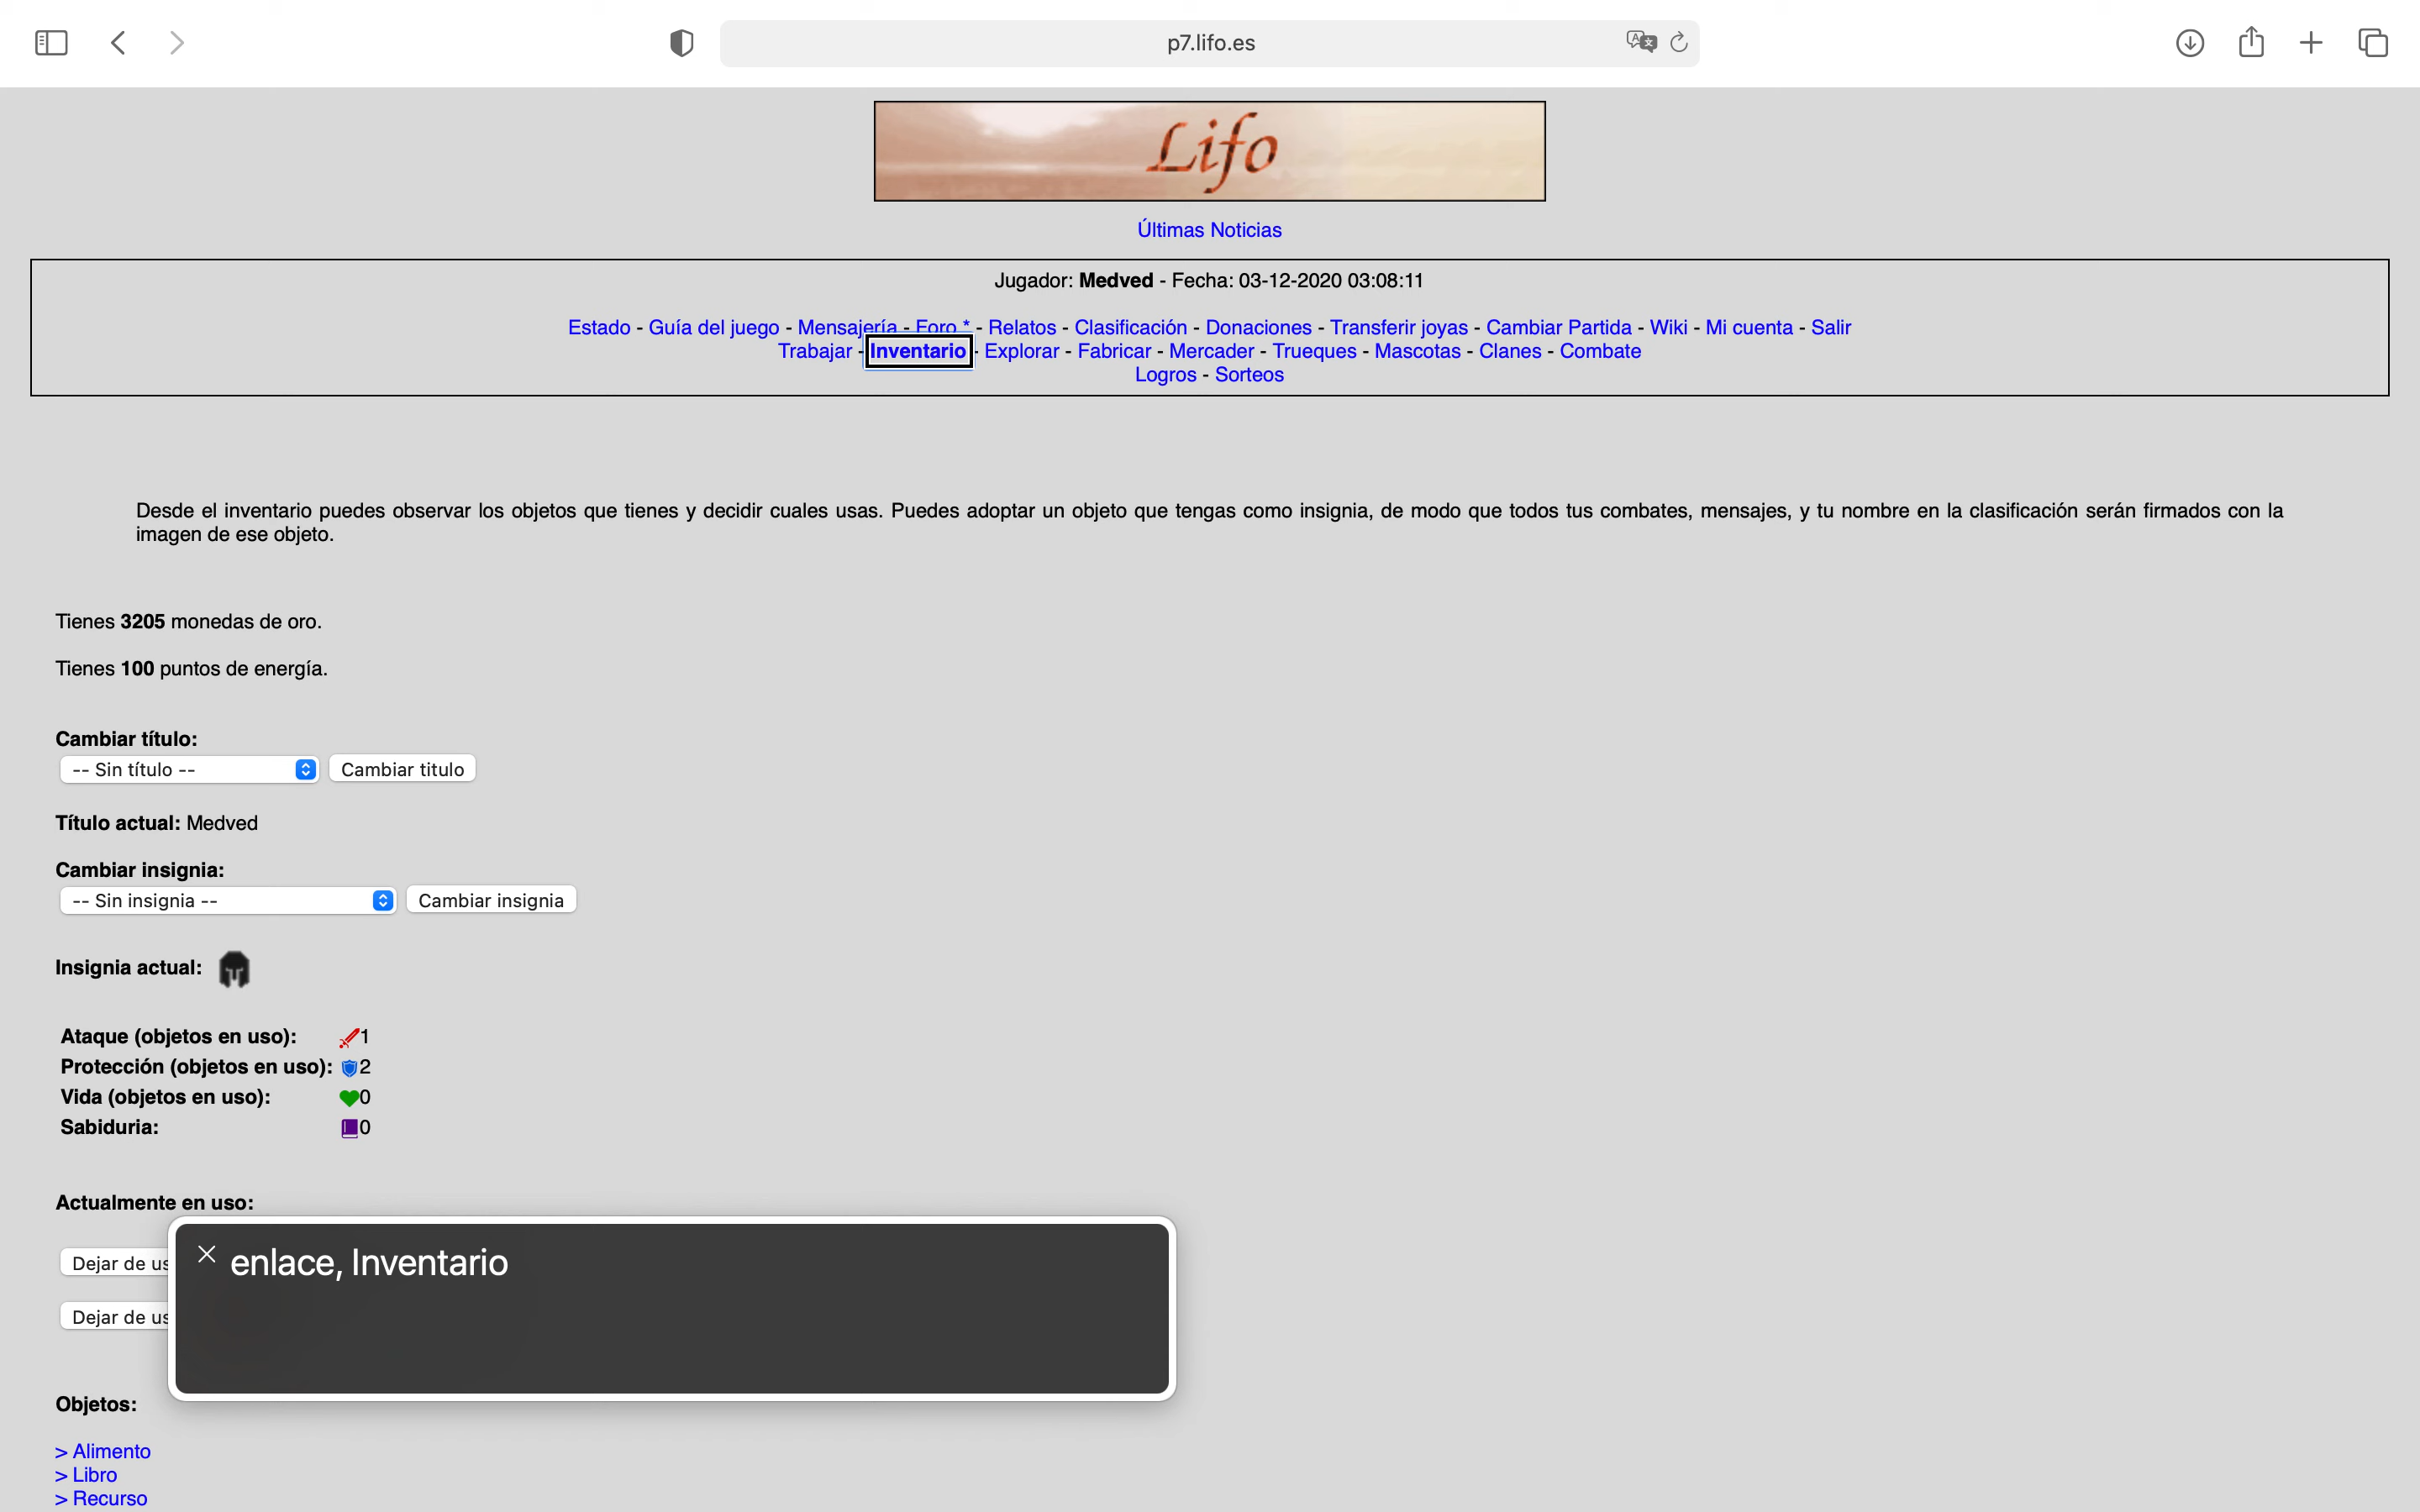 p7.lifo.es
Lifo
Últimas Noticias
Jugador: Medved - Fecha: 03-12-2020 03:08:11
Estado - Guía del juego - Mensajería - Foro * - Relatos - Clasificación - Donaciones - Transferir joyas - Cambiar Partida - Wiki - Mi cuenta - Salir
Trabajar - Inventario - Explorar - Fabricar - Mercader - Trueques - Mascotas - Clanes - Combate
Logros - Sorteos
Desde el inventario puedes observar los objetos que tienes y decidir cuales usas. Puedes adoptar un objeto que tengas como insignia, de modo que todos tus combates, mensajes, y tu nombre en la clasificación serán firmados con la
imagen de ese objeto.
Tienes 3205 monedas de oro.
Tienes 100 puntos de energía.
Cambiar título:
-- Sin título -- Cambiar titulo
Título actual: Medved
Cambiar insignia:
-- Sin insignia -- Cambiar insignia
Insignia actual:
Ataque (objetos en uso): 1
Protección (objetos en uso): 2
Vida (objetos en uso): 0
Sabiduria: 0
Actualmente en uso:
Dejar de us
enlace, Inventario
Dejar de us
Objetos:
> Alimento
> Libro
> Recurso